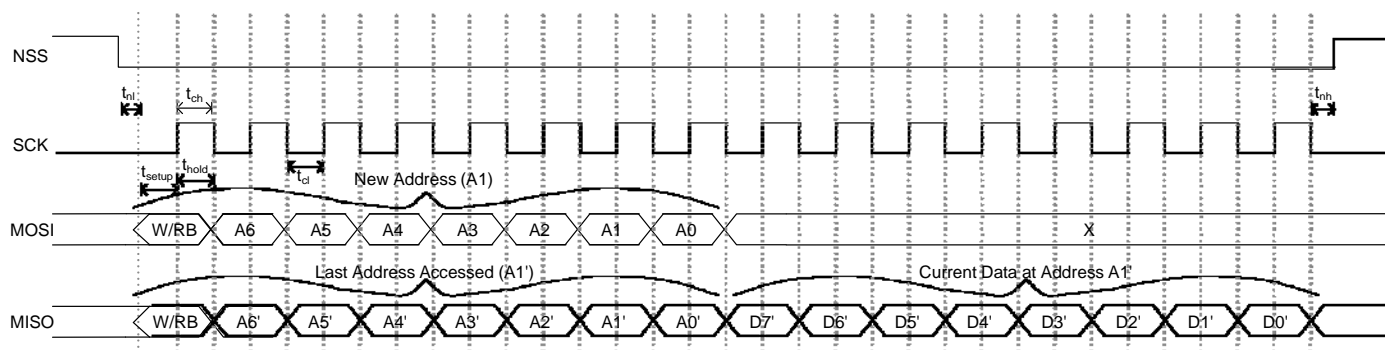 NSS
t_nl
t_ch
t_nh
SCK
t_setup
t_hold
t_cl
New Address (A1)
MOSI W/RB A6 A5 A4 A3 A2 A1 A0 X
Last Address Accessed (A1') Current Data at Address A1'
MISO W/RB A6' A5' A4' A3' A2' A1' A0' D7' D6' D5' D4' D3' D2' D1' D0'